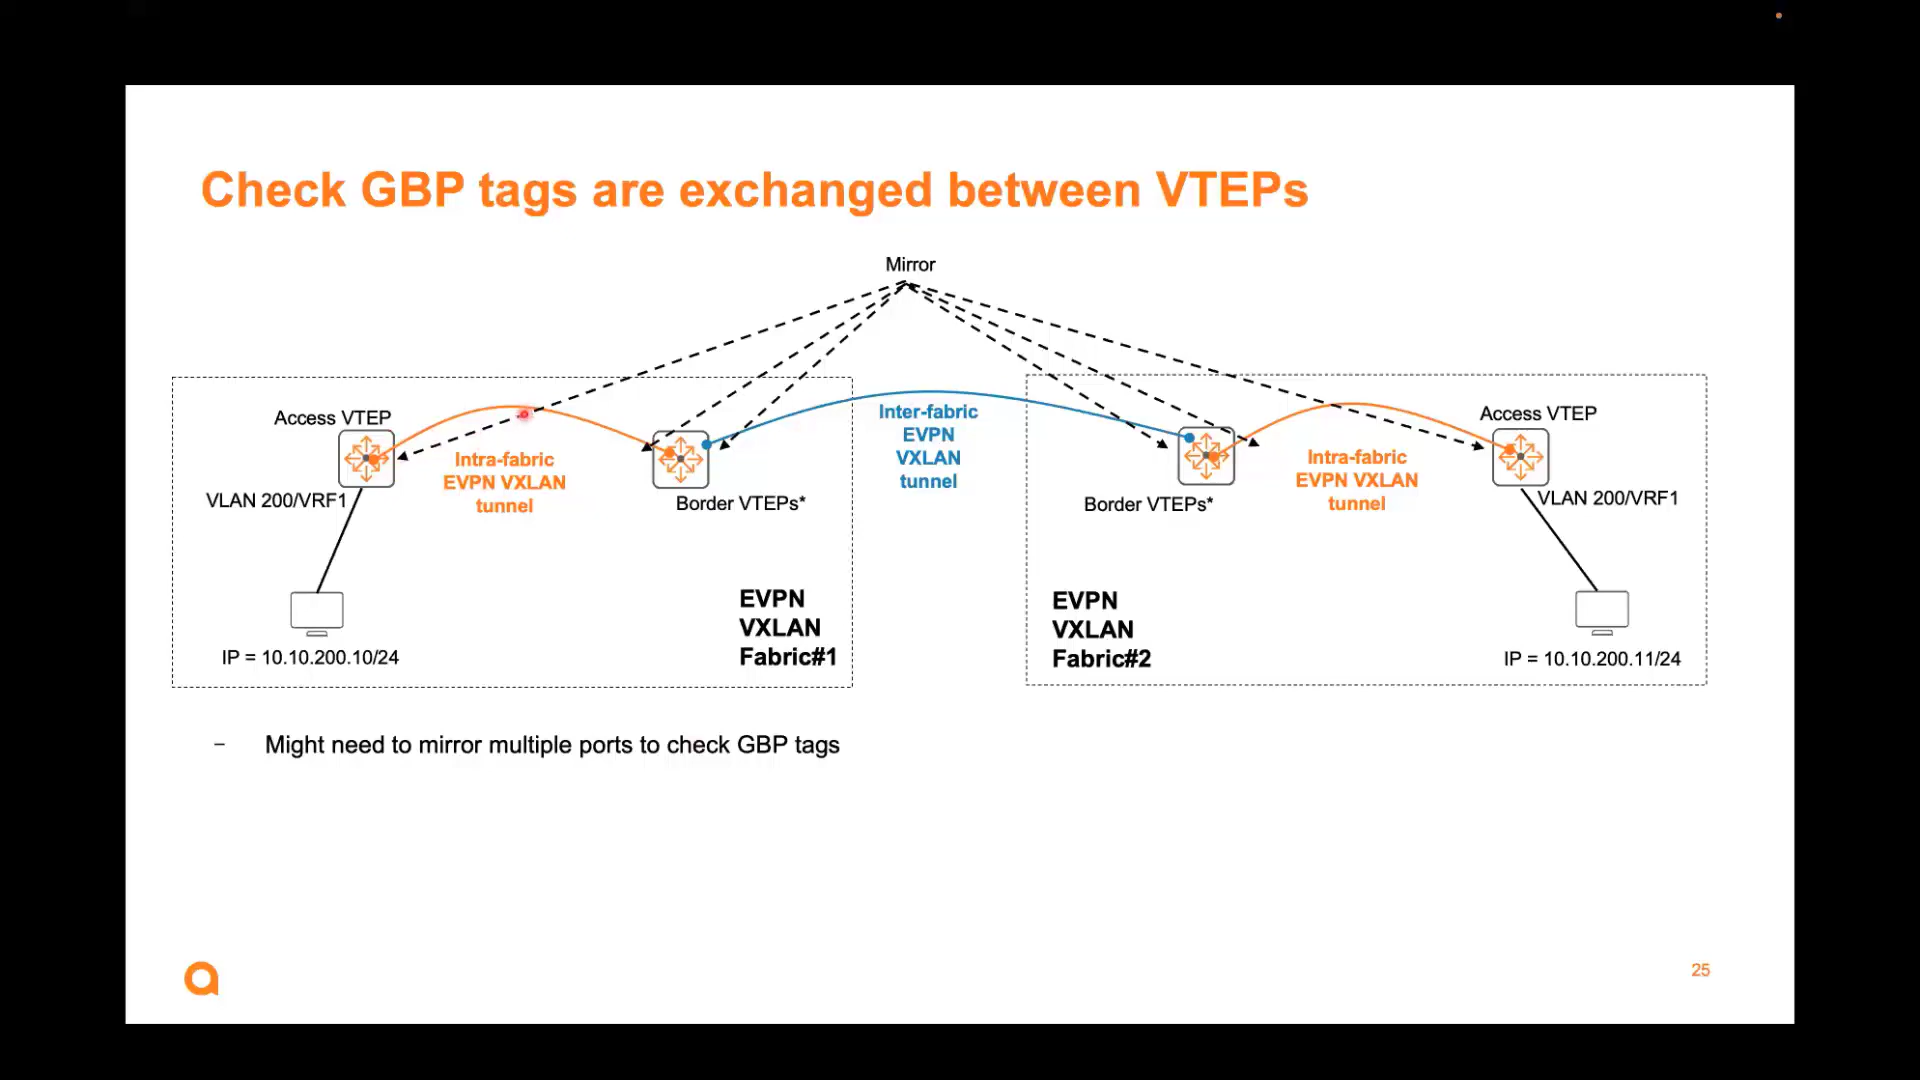 Check GBP tags are exchanged between VTEPs
Mirror
Access VTEP
Intra-fabric
EVPN VXLAN
tunnel
VLAN 200/VRF1
Border VTEPs*
IP = 10.10.200.10/24
EVPN
VXLAN
Fabric#1
Inter-fabric
EVPN
VXLAN
tunnel
Access VTEP
Intra-fabric
EVPN VXLAN
tunnel
Border VTEPs*
VLAN 200/VRF1
EVPN
VXLAN
Fabric#2
IP = 10.10.200.11/24
– Might need to mirror multiple ports to check GBP tags
25